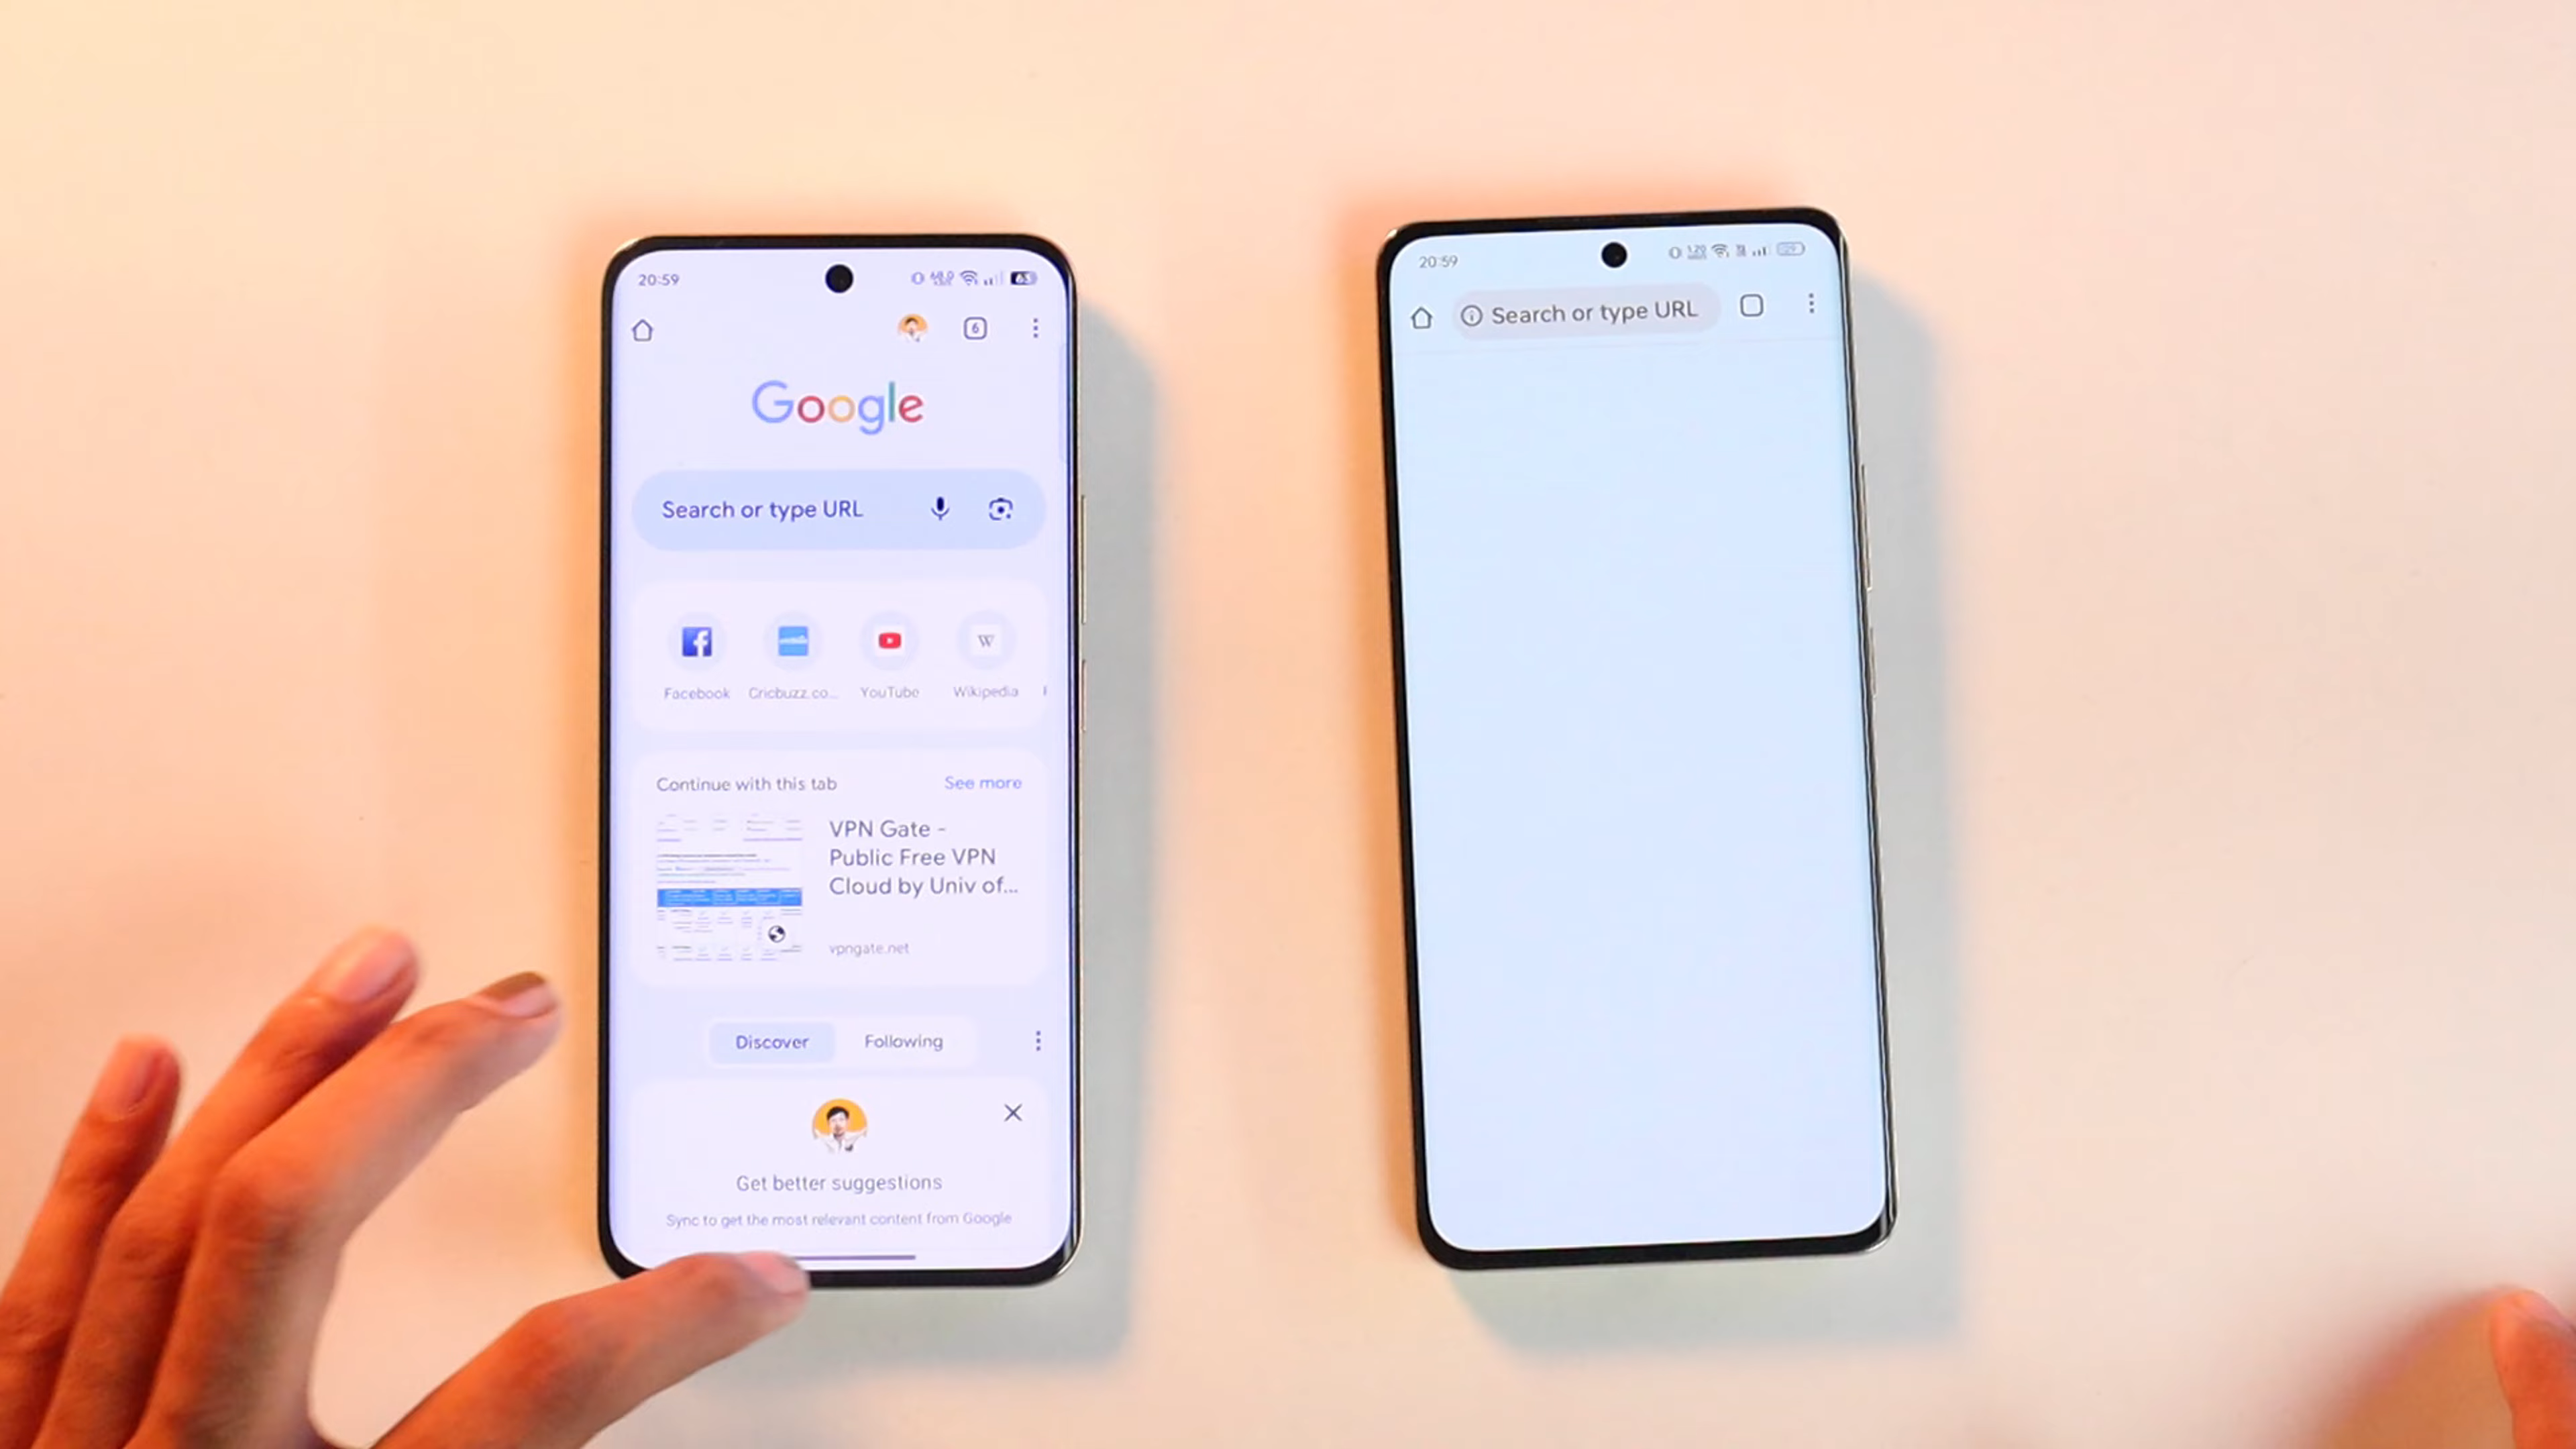 20:59
6
Google
Search or type URL
Facebook
Cricbuzz.co...
YouTube
W
Wikipedia
Continue with this tab
See more
VPN Gate -
Public Free VPN
Cloud by Univ of...
vpngate.net
Discover
Following
Get better suggestions
Sync to get the most relevant content from Google
20:59
Search or type URL